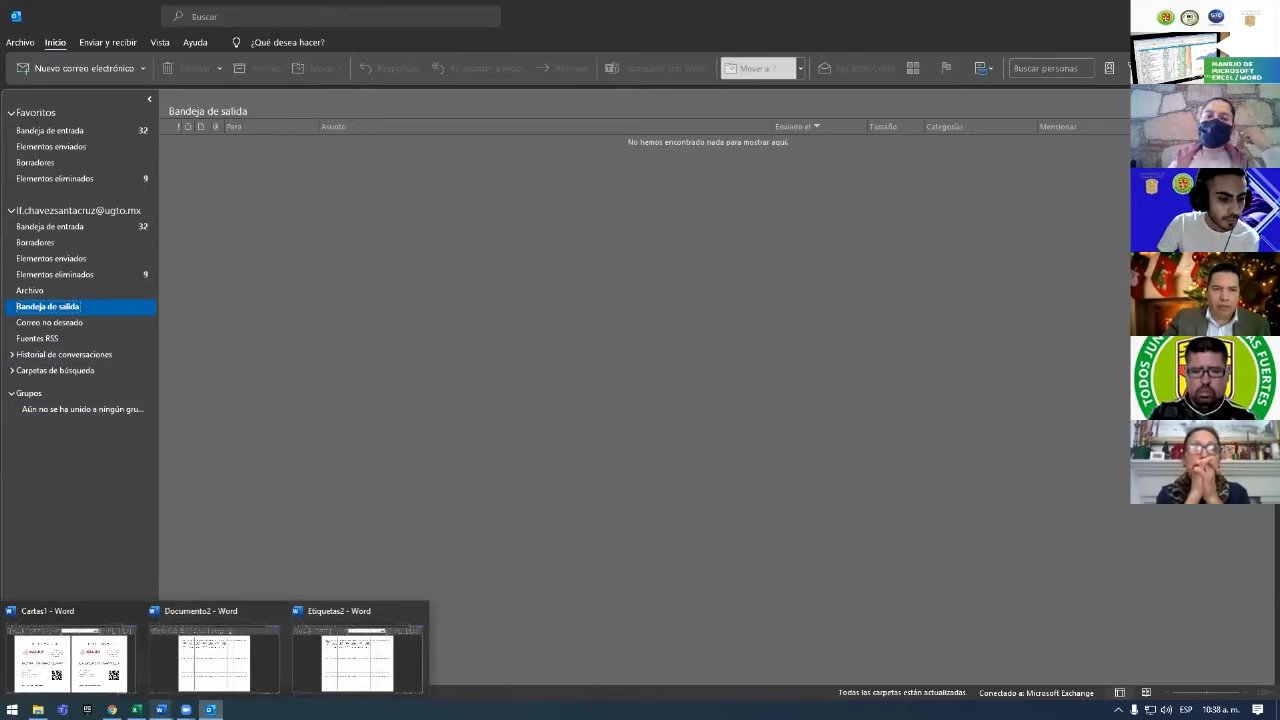 Buscar
Archivo Inicio Enviar y recibir Vista Ayuda ¿Qué desea hacer?
Nuevo correo electrónico
Mover a: ?
Buscar personas
Favoritos
Bandeja de entrada 32
Elementos enviados
Borradores
Elementos eliminados 9
lf.chavezsantacruz@ugto.mx
Bandeja de entrada 32
Borradores
Elementos enviados
Elementos eliminados 9
Archivo
Bandeja de salida
Correo no deseado
Fuentes RSS
Historial de conversaciones
Carpetas de búsqueda
Grupos
Aún no se ha unido a ningún gru...
Bandeja de salida
Para Asunto Enviado el Tamaño Categorías Mencionas
No hemos encontrado nada para mostrar aquí.
MANEJO DE
MICROSOFT
EXCEL / WORD
TODOS JUN
AS FUERTES
Cartas1 - Word
Documento2 - Word
Etiquetas2 - Word
Todas las carpetas están actualizadas. Conectado a: Microsoft Exchange
ESP 10:38 a. m.